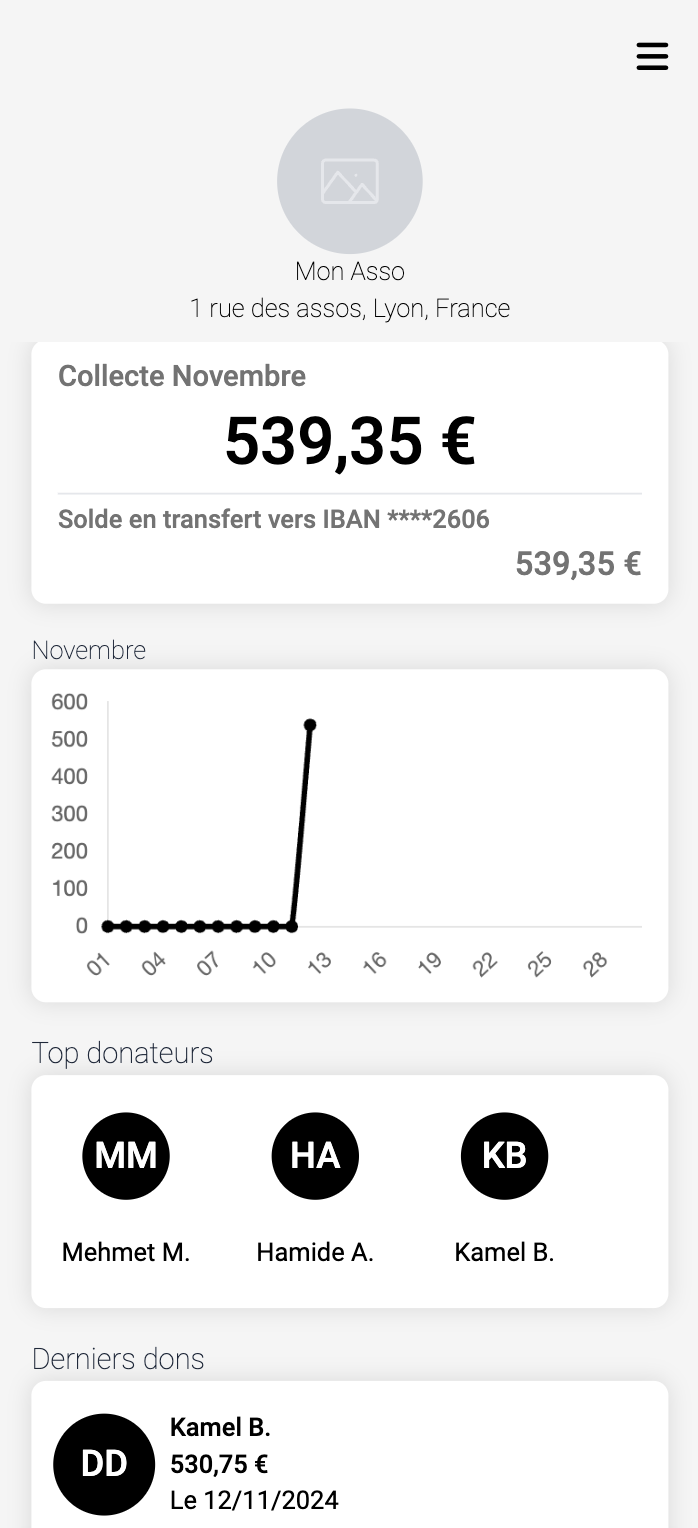 Mon Asso
1 rue des assos, Lyon, France
Collecte Novembre
539,35 €
Solde en transfert vers IBAN ****2606
539,35 €
Novembre
600
500
400
300
200
100
0
01 04 07 10 13 16 19 22 25 28
Top donateurs
MM HA KB
Mehmet M. Hamide A. Kamel B.
Derniers dons
DD
Kamel B.
530,75 €
Le 12/11/2024